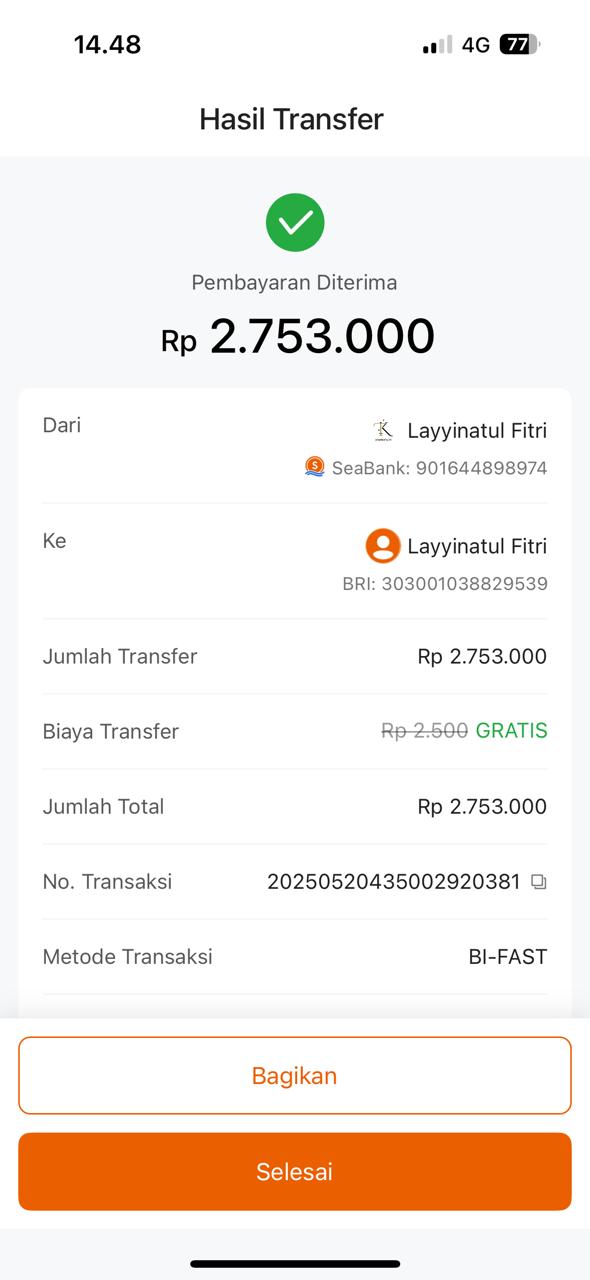 14.48
4G 77
Hasil Transfer
Pembayaran Diterima
Rp 2.753.000
Dari Layyinatul Fitri
SeaBank: 901644898974
Ke Layyinatul Fitri
BRI: 303001038829539
Jumlah Transfer Rp 2.753.000
Biaya Transfer Rp 2.500 GRATIS
Jumlah Total Rp 2.753.000
No. Transaksi 20250520435002920381
Metode Transaksi BI-FAST
Bagikan
Selesai